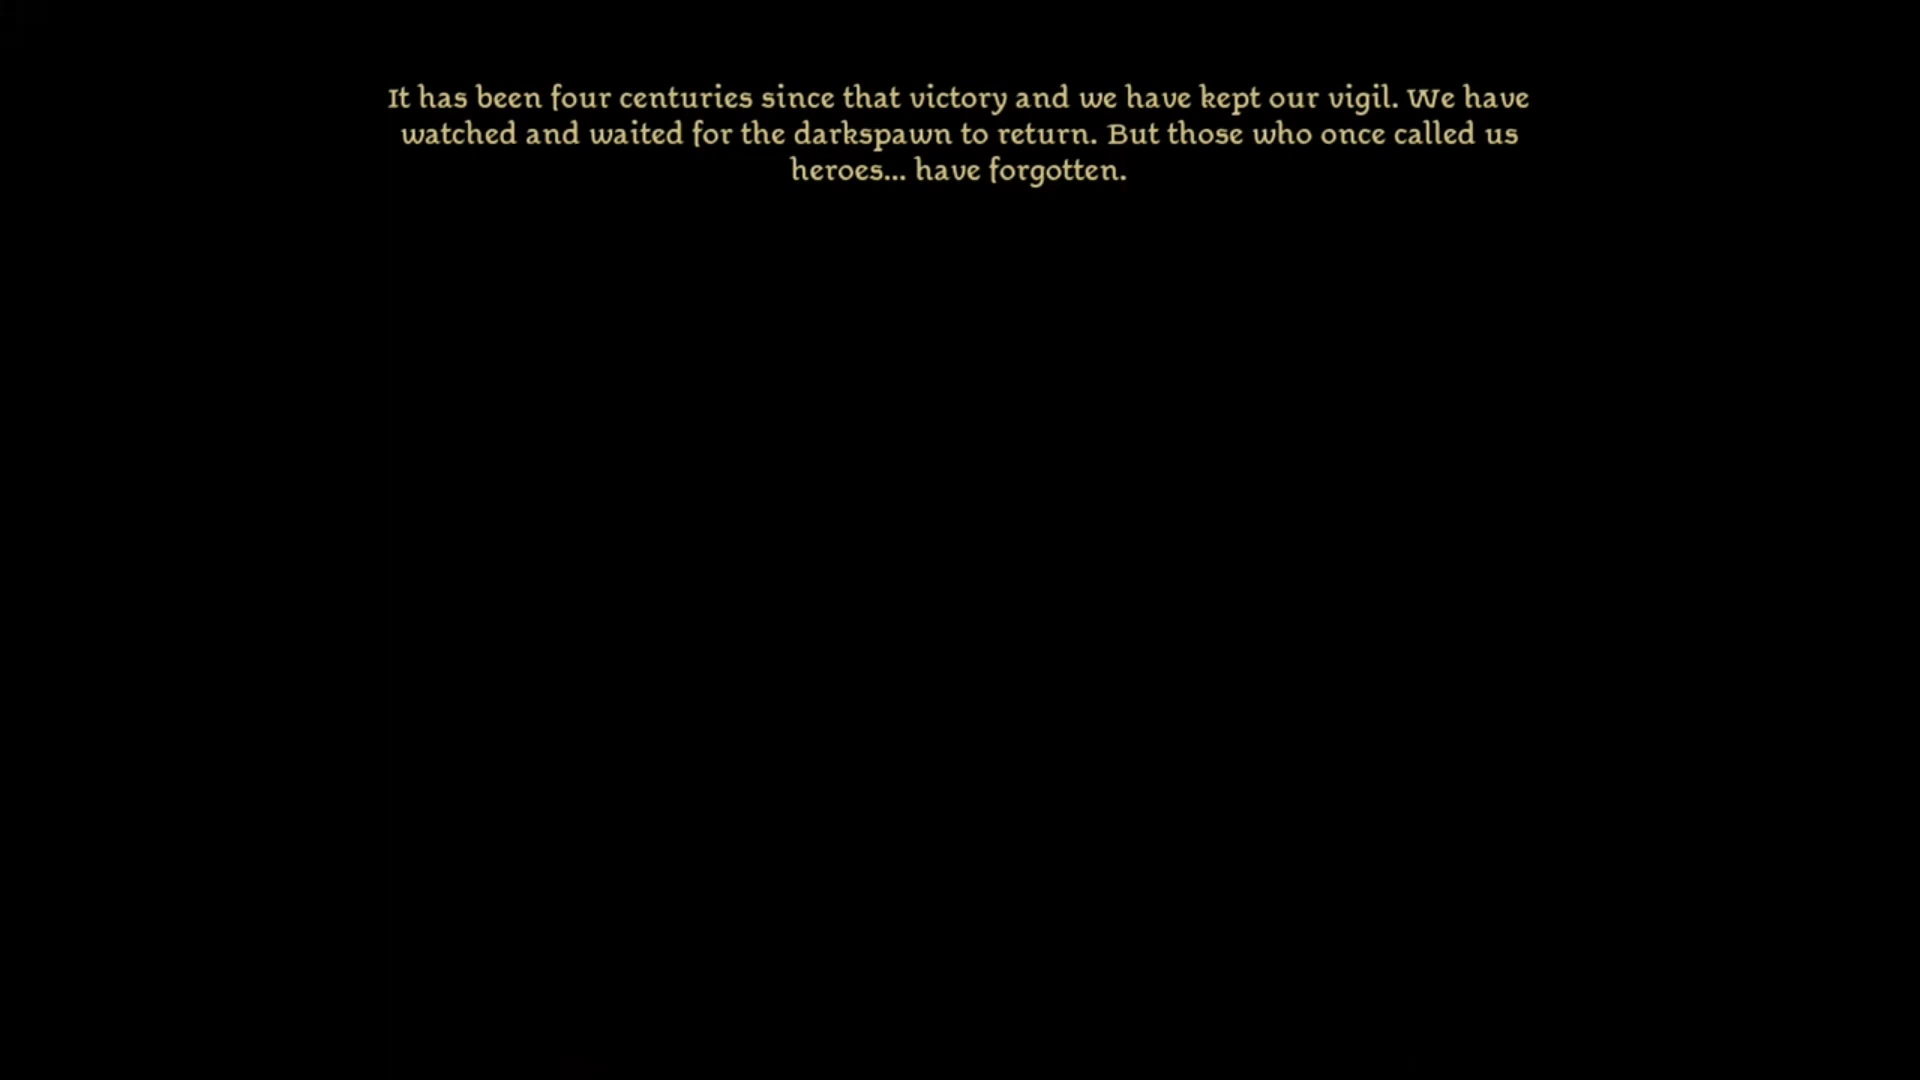 It has been four centuries since that victory and we have kept our vigil. We have
watched and waited for the darkspawn to return. But those who once called us
heroes... have forgotten.